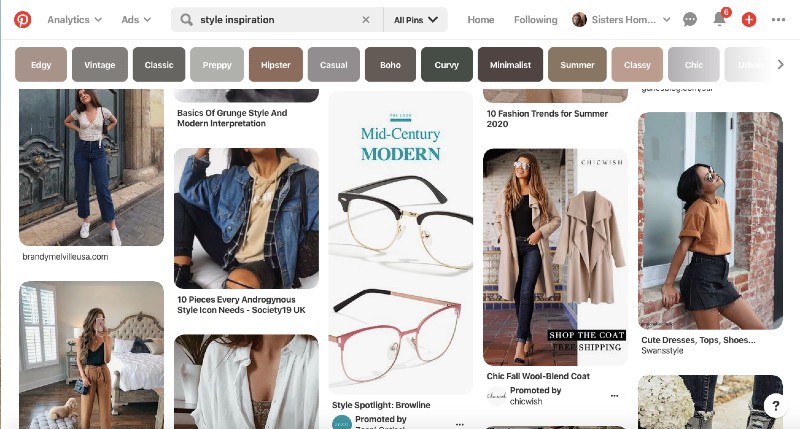 Analytics
Ads
style inspiration
All Pins
Home
Following
Sisters Hom...
6
Edgy
Vintage
Classic
Preppy
Hipster
Casual
Boho
Curvy
Minimalist
Summer
Classy
Chic
brandymelvilleusa.com
Basics Of Grunge Style And
Modern Interpretation
10 Pieces Every Androgynous
Style Icon Needs - Society19 UK
THE LOOK
Mid-Century
MODERN
Style Spotlight: Browline
Promoted by
10 Fashion Trends for Summer
2020
CHICWISH
SHOP THE COAT
FREE SHIPPING
Chic Fall Wool-Blend Coat
Promoted by
chicwish
Cute Dresses, Tops, Shoes...
Swansstyle
?